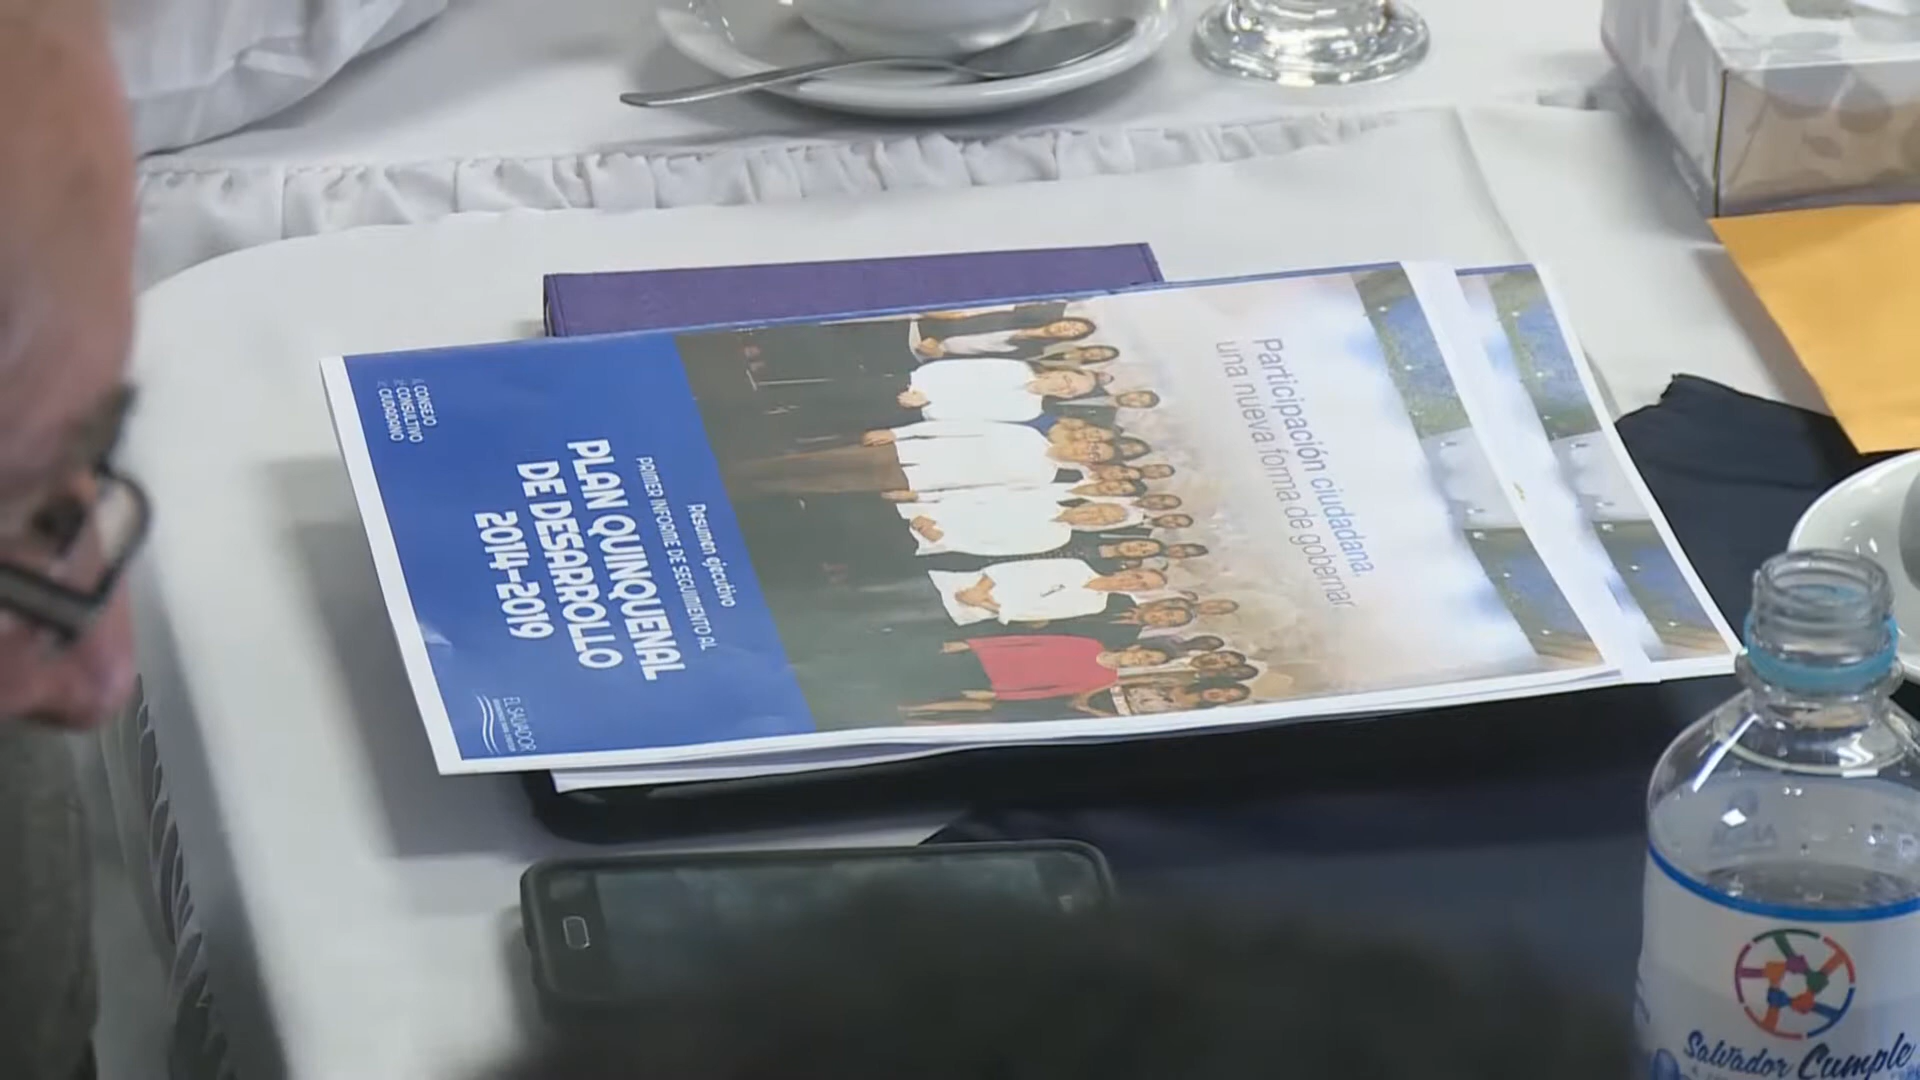 Participación ciudadana,
una nueva forma de gobernar
Resumen ejecutivo
PRIMER INFORME DE SEGUIMIENTO AL
PLAN QUINQUENAL
DE DESARROLLO
2014-2019
CONSEJO
CONSULTIVO
CIUDADANO
EL SALVADOR
Salvador Cumple